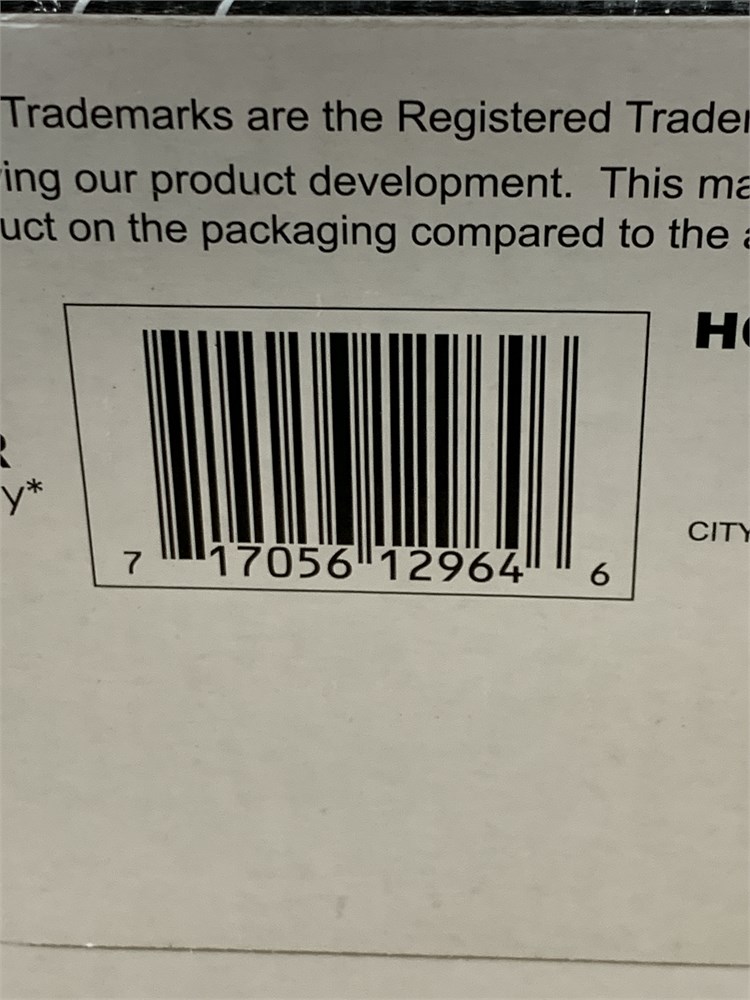 Trademarks are the Registered Trade
ing our product development. This ma
uct on the packaging compared to the
H
y*
CITY
7 17056 12964 6